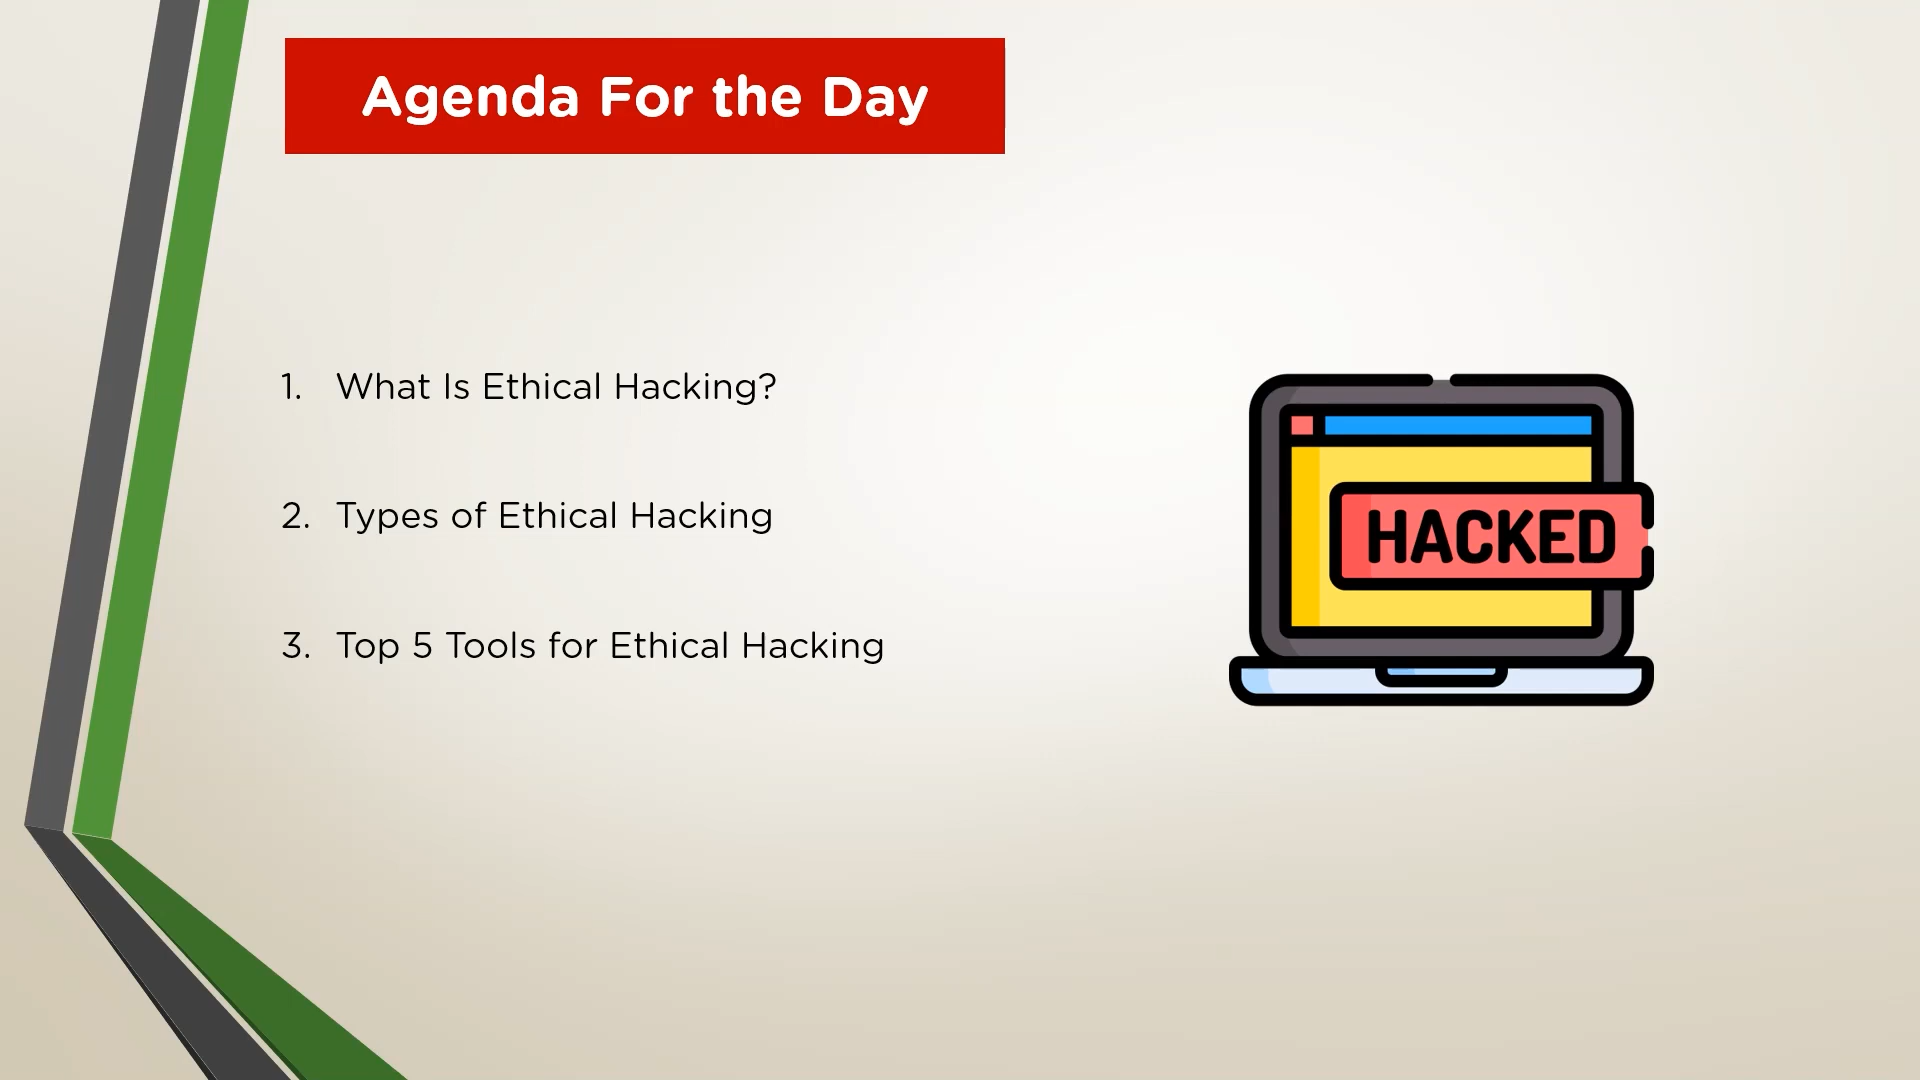 Agenda For the Day
1. What Is Ethical Hacking?
2. Types of Ethical Hacking
3. Top 5 Tools for Ethical Hacking
HACKED